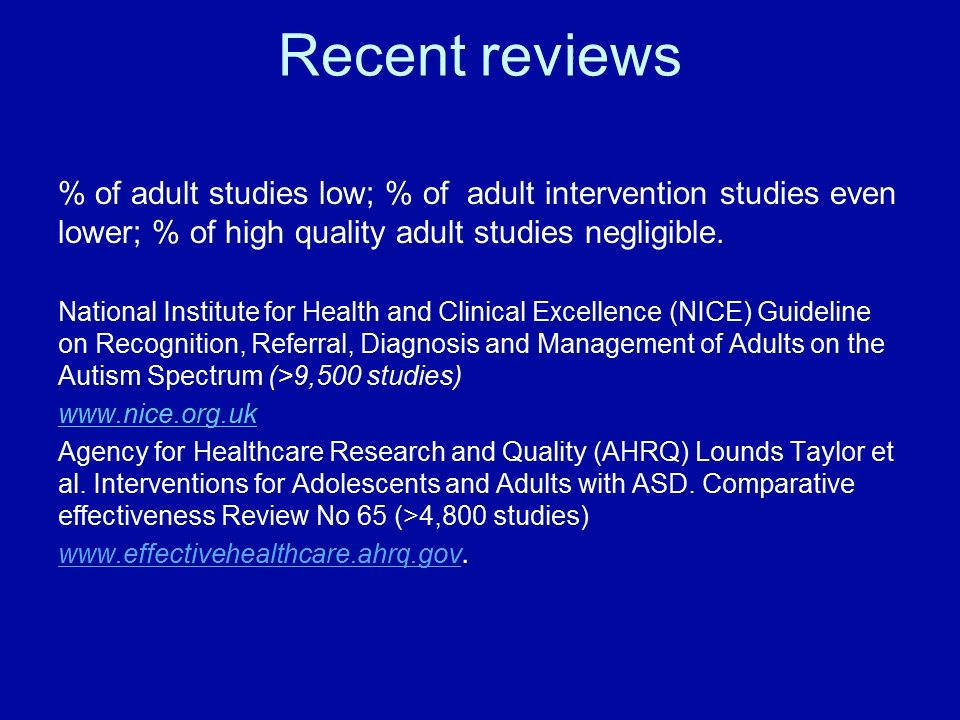 Recent reviews
% of adult studies low; % of  adult intervention studies even
lower; % of high quality adult studies negligible.
National Institute for Health and Clinical Excellence (NICE) Guideline
on Recognition, Referral, Diagnosis and Management of Adults on the
Autism Spectrum (>9,500 studies)
www.nice.org.uk
Agency for Healthcare Research and Quality (AHRQ) Lounds Taylor et
al. Interventions for Adolescents and Adults with ASD. Comparative
effectiveness Review No 65 (>4,800 studies)
www.effectivehealthcare.ahrq.gov.